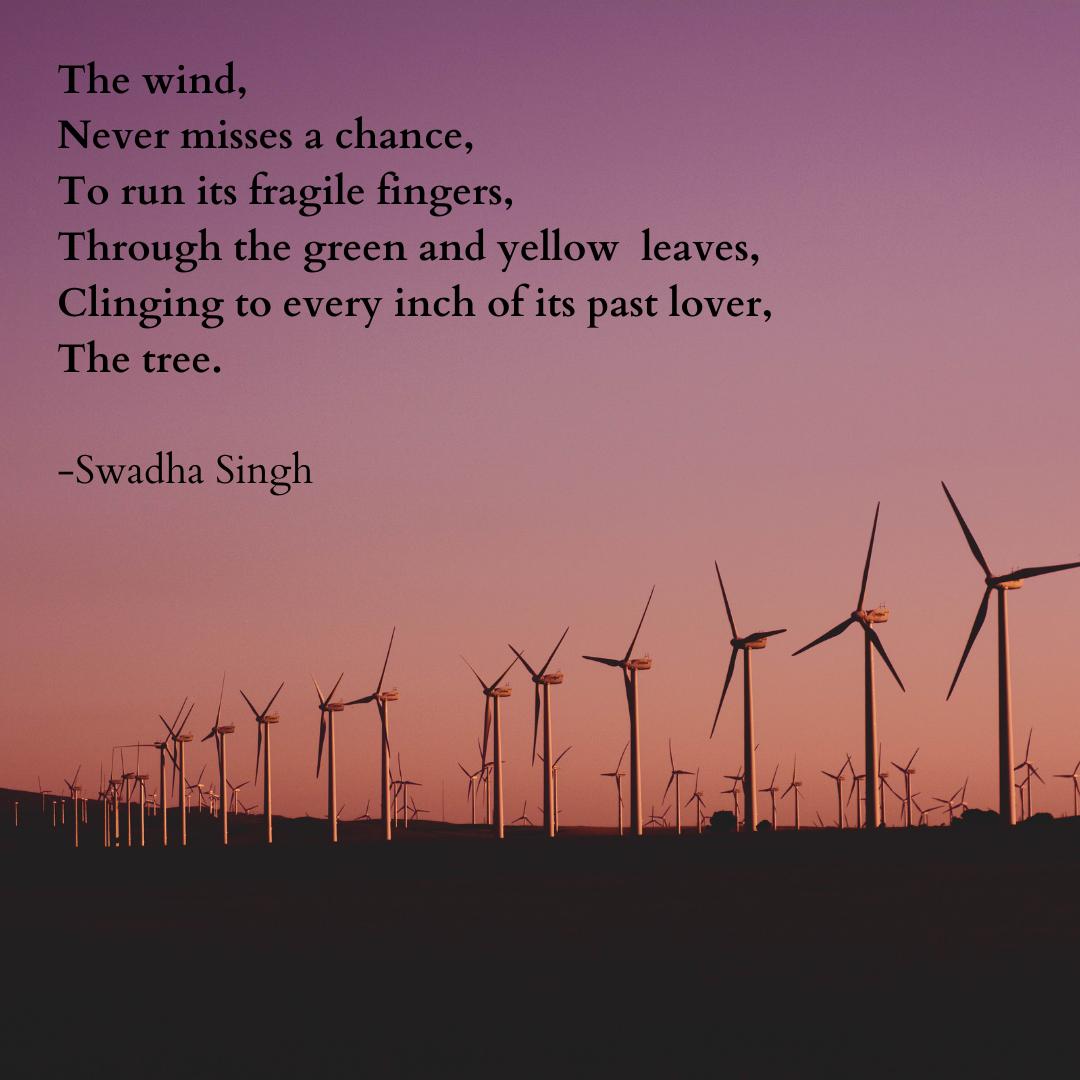 The wind,
Never misses a chance,
To run its fragile fingers,
Through the green and yellow  leaves,
Clinging to every inch of its past lover,
The tree.
-Swadha Singh